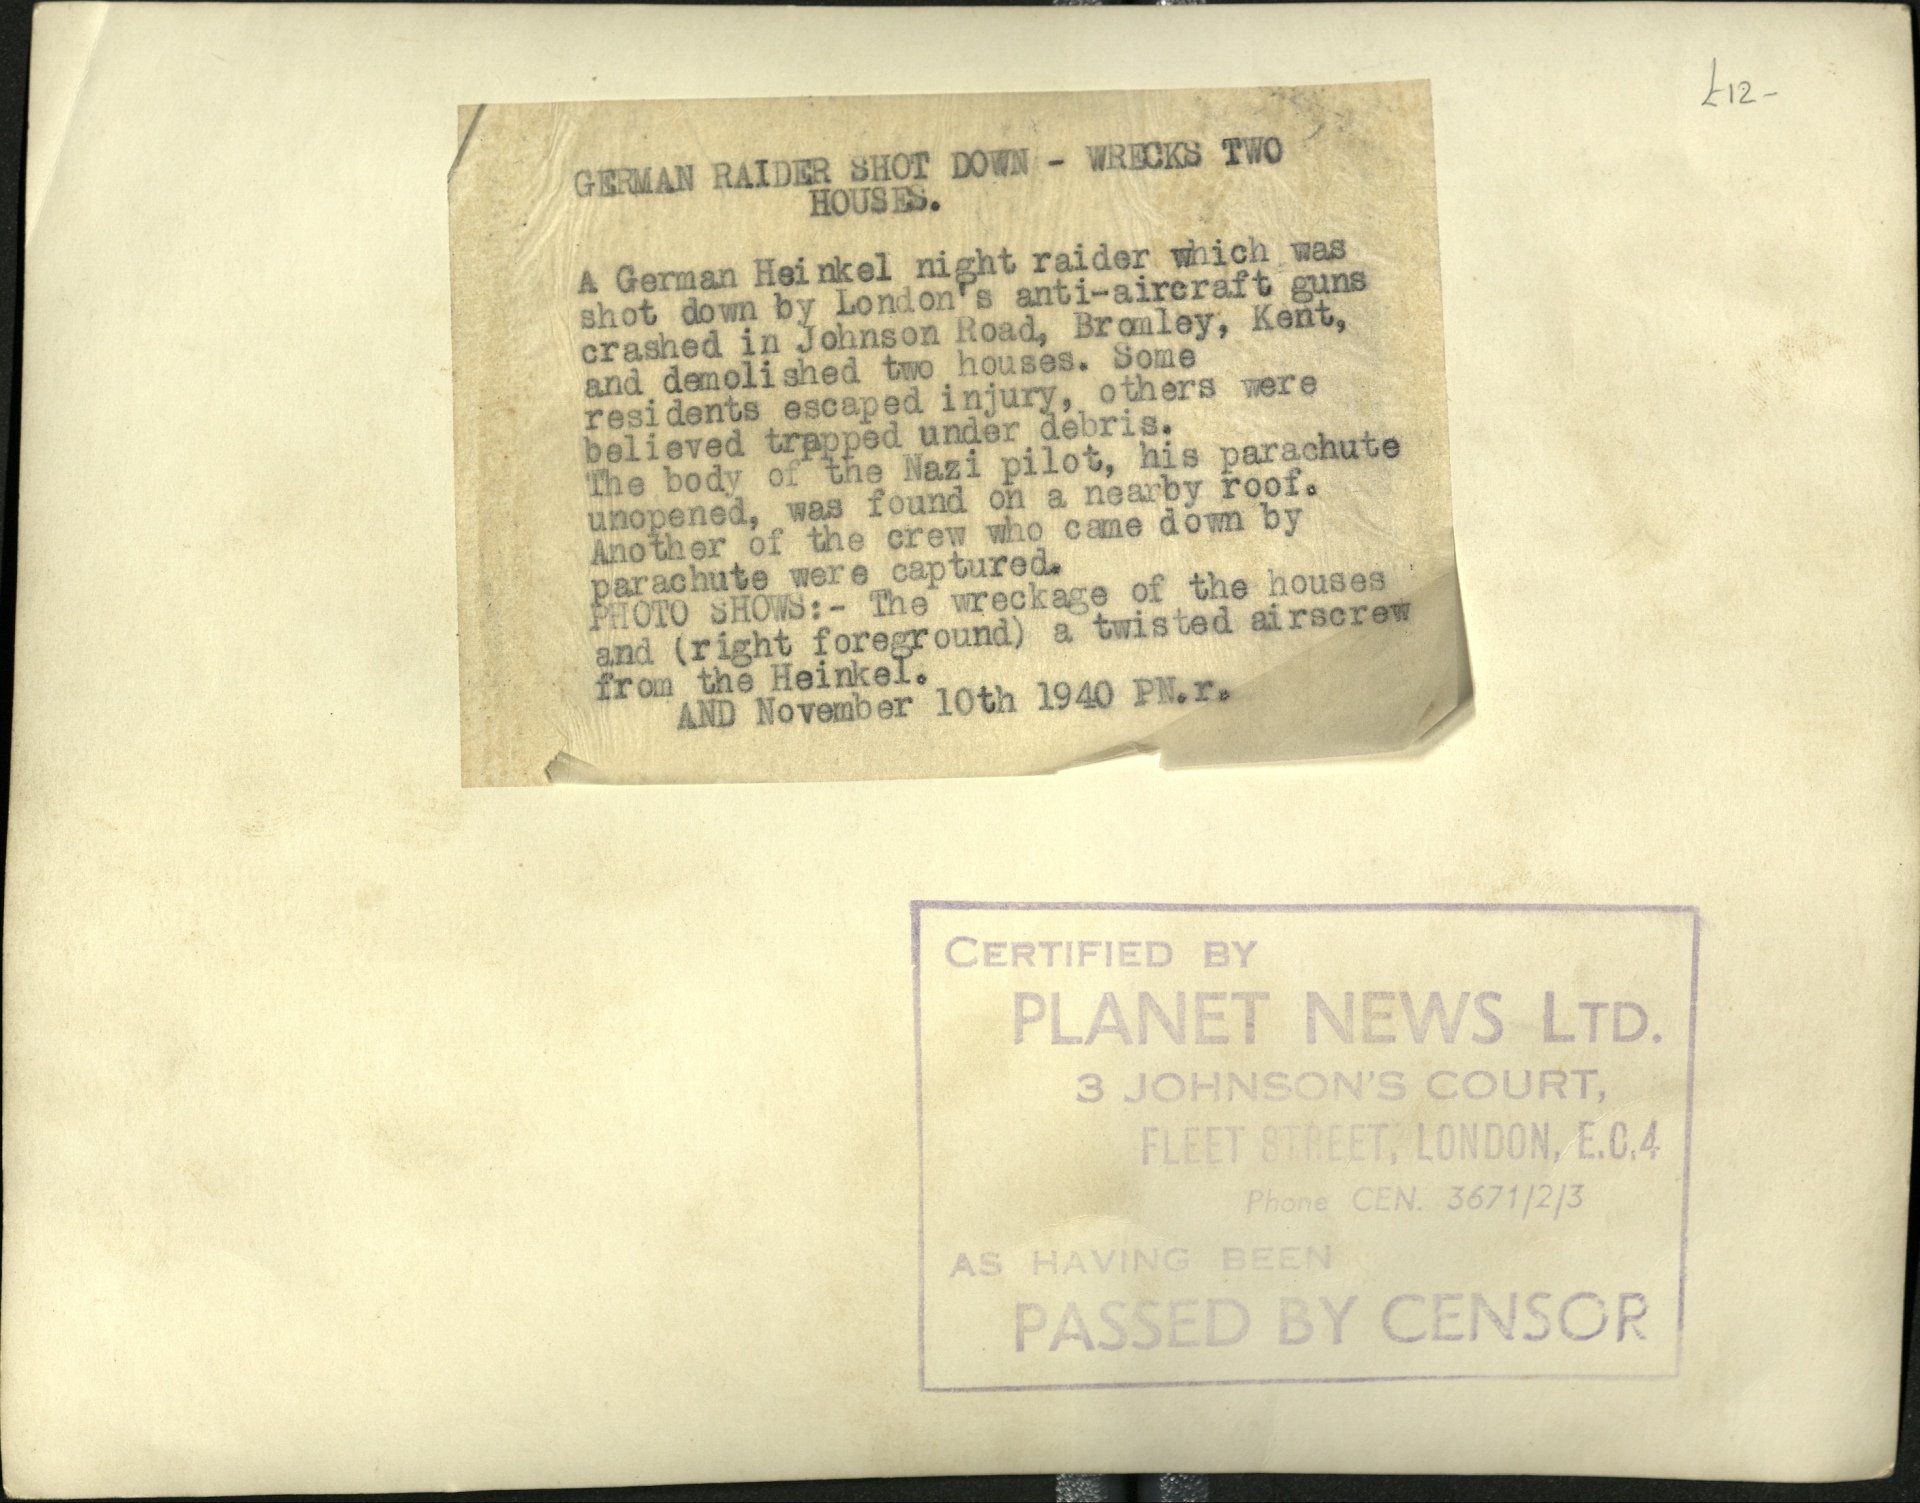 £12-
GERMAN RAIDER SHOT DOWN - WRECKS TWO
HOUSES.
A German Heinkel night raider which was
shot down by London's anti-aircraft guns
crashed in Johnson Road, Bromley, Kent,
and demolished two houses. Some
residents escaped injury, others were
believed trapped under debris.
The body of the Nazi pilot, his parachute
unopened, was found on a nearby roof.
Another of the crew who came down by
parachute were captured.
PHOTO SHOWS:- The wreckage of the houses
and (right foreground) a twisted airscrew
from the Heinkel.
AND November 10th 1940 PN.r.
CERTIFIED BY
PLANET NEWS LTD.
3 JOHNSON'S COURT,
FLEET STREET, LONDON, E.C.4
Phone CEN. 3671/2/3
AS HAVING BEEN
PASSED BY CENSOR